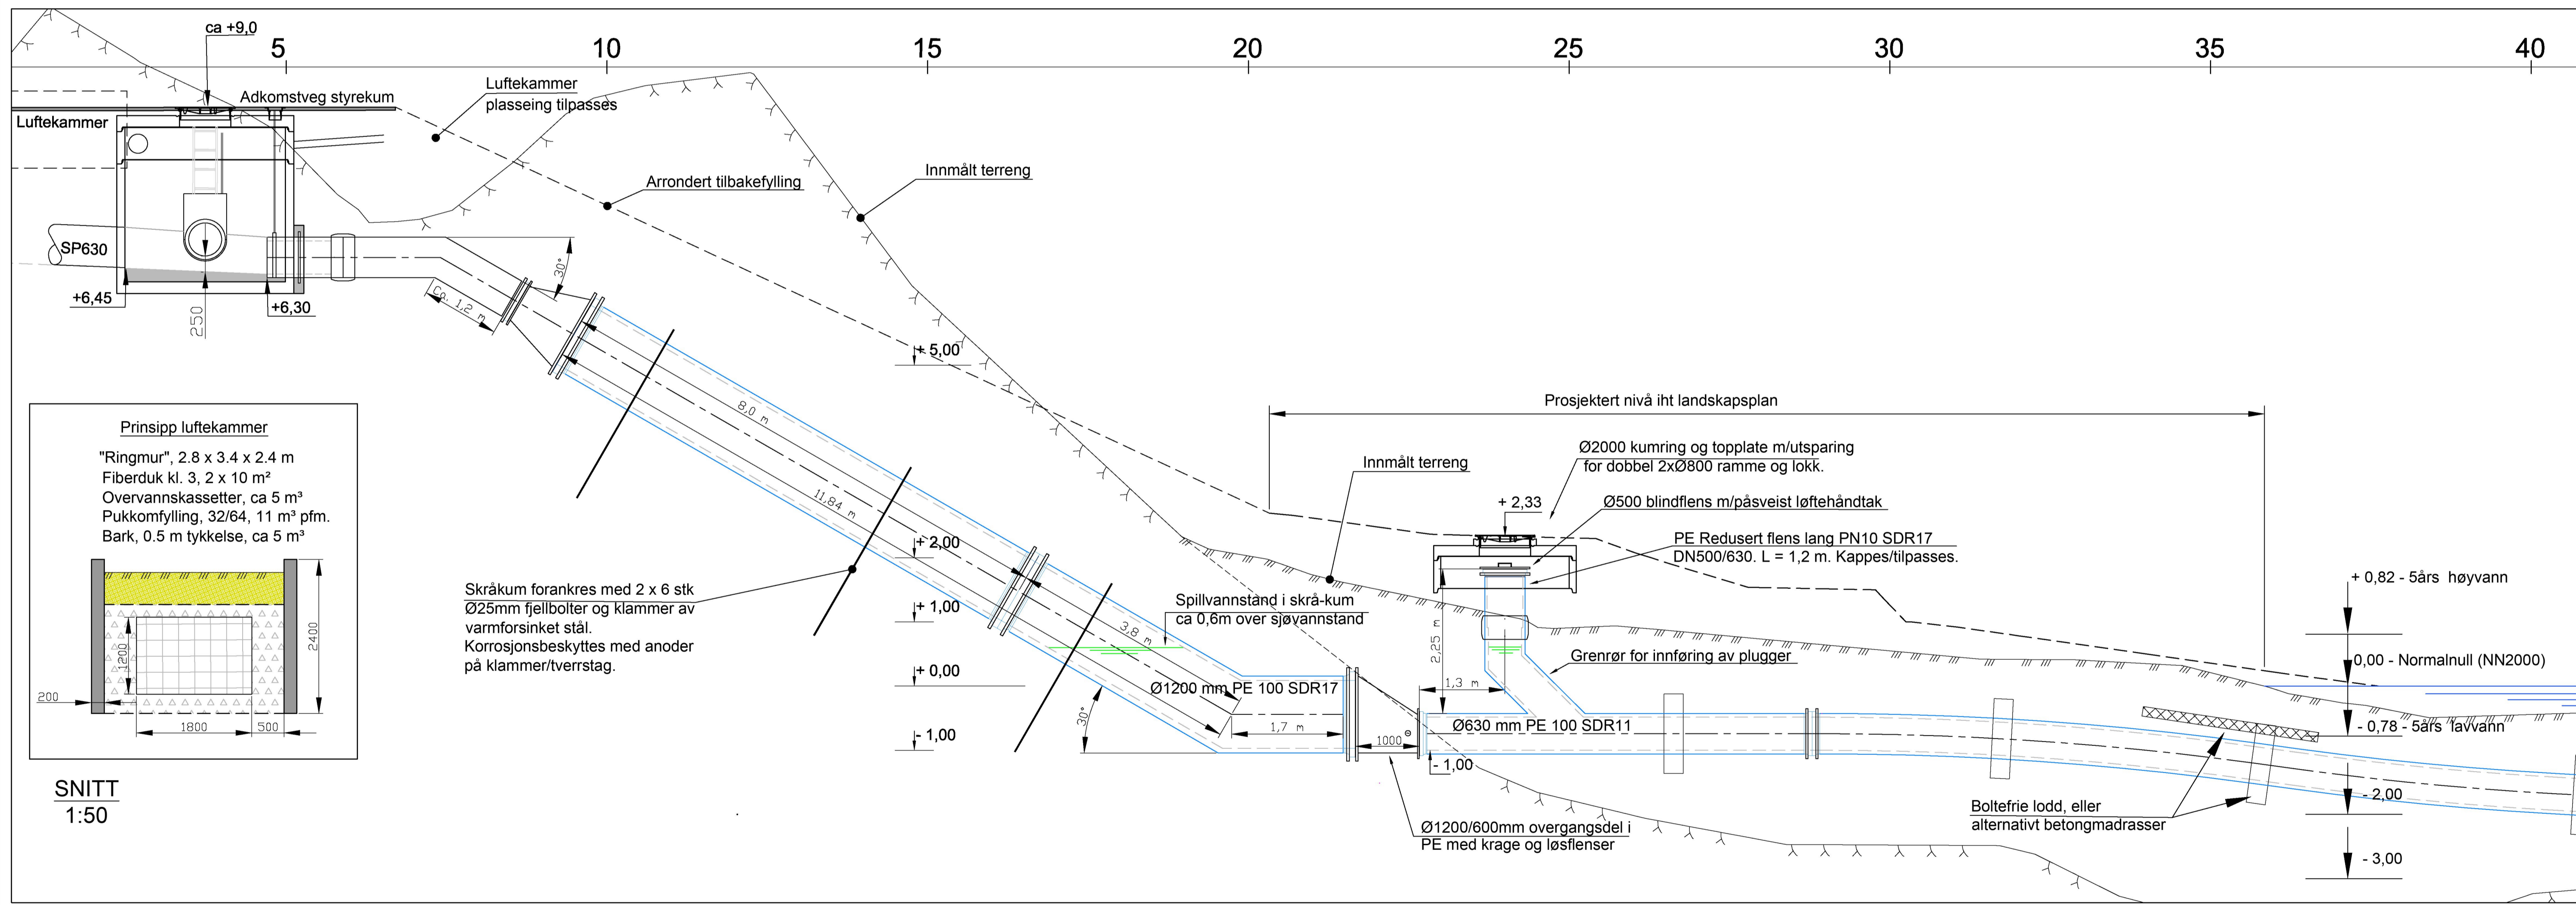 ca +9,0
5
10
15
20
25
30
35
40
Adkomstveg styrekum
Luftekammer
Luftekammer
plasseing tilpasses
Arrondert tilbakefylling
Innmålt terreng
SP630
+6,45
+6,30
250
30°
Ca. 1,2 m
+ 5,00
8,0 m
11,84 m
Prosjektert nivå iht landskapsplan
Ø2000 kumring og topplate m/utsparing
for dobbel 2xØ800 ramme og lokk.
Innmålt terreng
+ 2,33
Ø500 blindflens m/påsveist løftehåndtak
PE Redusert flens lang PN10 SDR17
DN500/630. L = 1,2 m. Kappes/tilpasses.
Prinsipp luftekammer
"Ringmur", 2.8 x 3.4 x 2.4 m
Fiberduk kl. 3, 2 x 10 m²
Overvannskassetter, ca 5 m³
Pukkomfylling, 32/64, 11 m³ pfm.
Bark, 0.5 m tykkelse, ca 5 m³
1200
2400
200
1800
500
SNITT
1:50
Skråkum forankres med 2 x 6 stk
Ø25mm fjellbolter og klammer av
varmforsinket stål.
Korrosjonsbeskyttes med anoder
på klammer/tverrstag.
+ 2,00
+ 1,00
+ 0,00
- 1,00
3,8 m
Spillvannstand i skrå-kum
ca 0,6m over sjøvannstand
Ø1200 mm PE 100 SDR17
30°
1,7 m
1000
2,25 m
1,3 m
Grenrør for innføring av plugger
Ø630 mm PE 100 SDR11
- 1,00
Ø1200/600mm overgangsdel i
PE med krage og løsflenser
Boltefrie lodd, eller
alternativt betongmadrasser
+ 0,82 - 5års høyvann
0,00 - Normalnull (NN2000)
- 0,78 - 5års lavvann
- 2,00
- 3,00